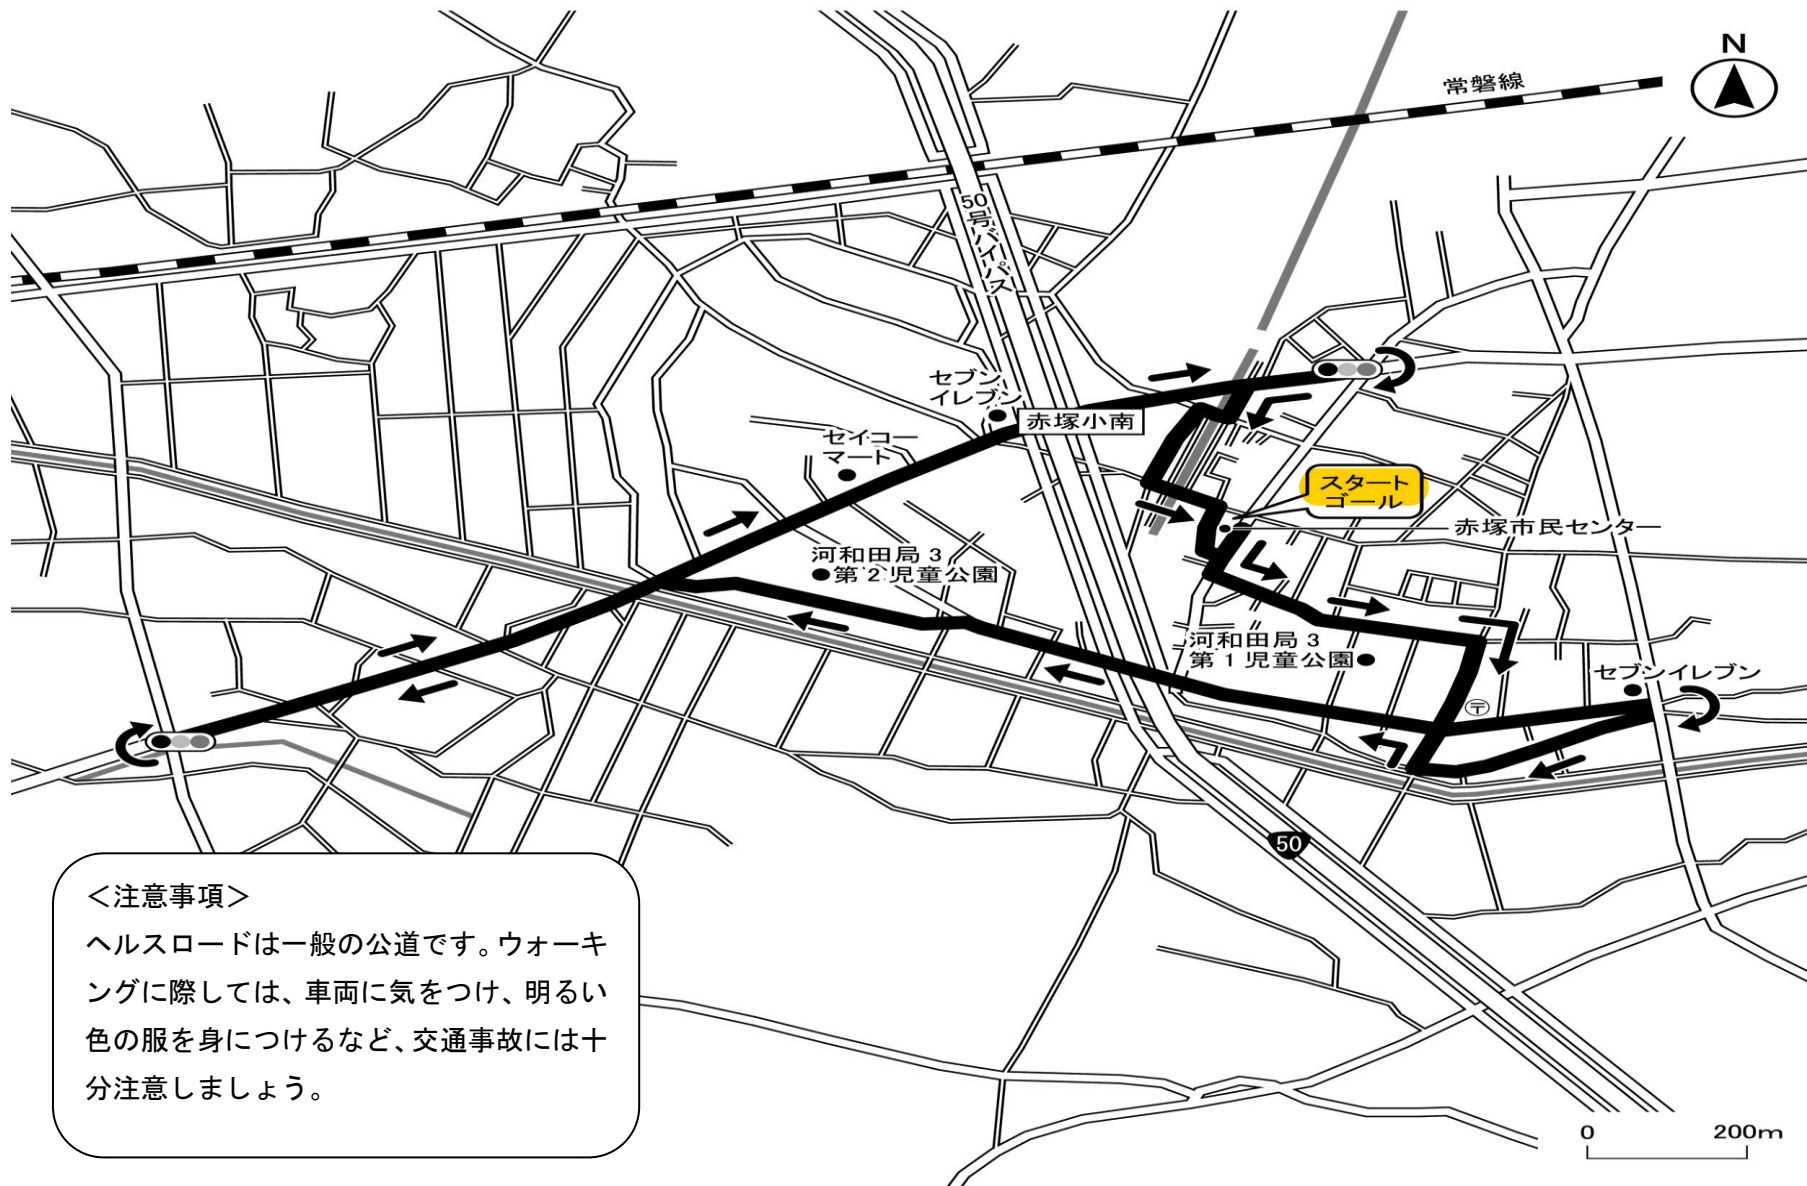 N
常磐線
50号バイパス
セブン
イレブン
赤塚小南
セイコー
マート
スタート
ゴール
赤塚市民センター
河和田局3
第2児童公園
河和田局3
第1児童公園
セブンイレブン
〒
50
＜注意事項＞
ヘルスロードは一般の公道です。ウォーキ
ングに際しては、車両に気をつけ、明るい
色の服を身につけるなど、交通事故には十
分注意しましょう。
0 200m